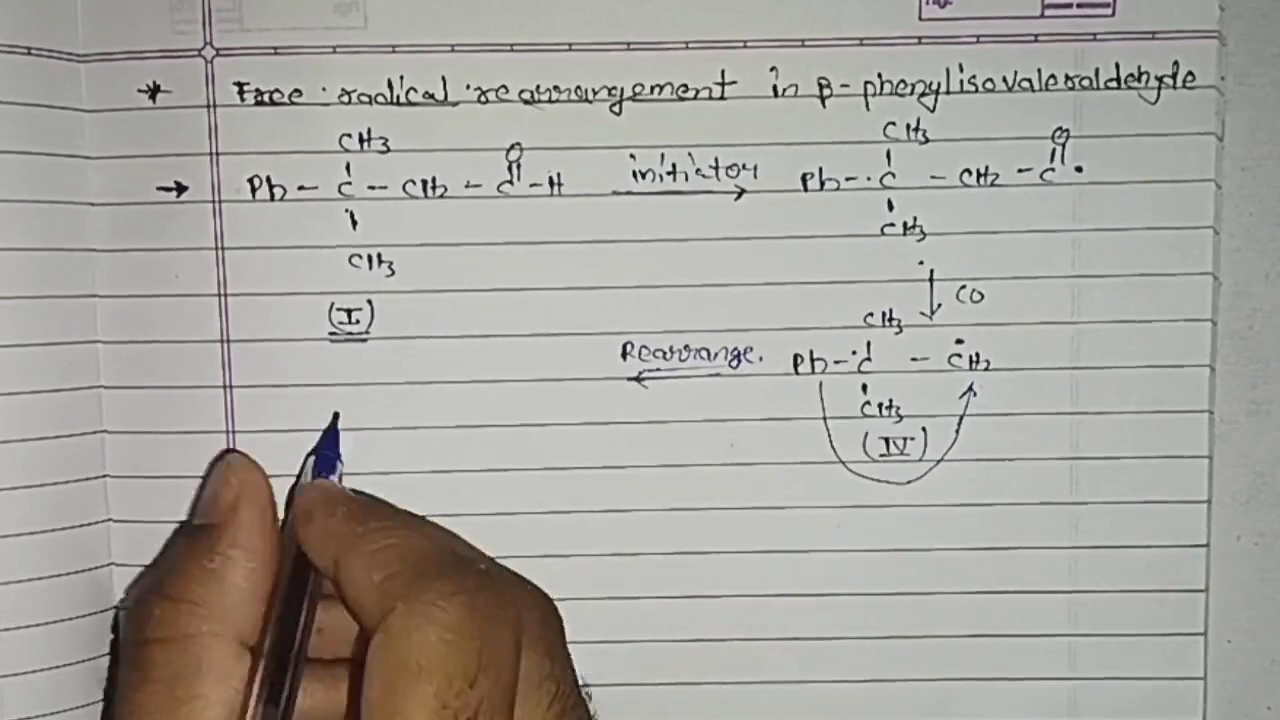 * Free radical rearrangement in β-phenylisovaleraldehyde
CH3 CH3
→ Ph - C - CH2 - C - H initiator Ph - C - CH2 - C •
O O
CH3 CH3
(I) ↓ CO
CH3
Rearrange. Ph - C - CH2
CH3
(IV)